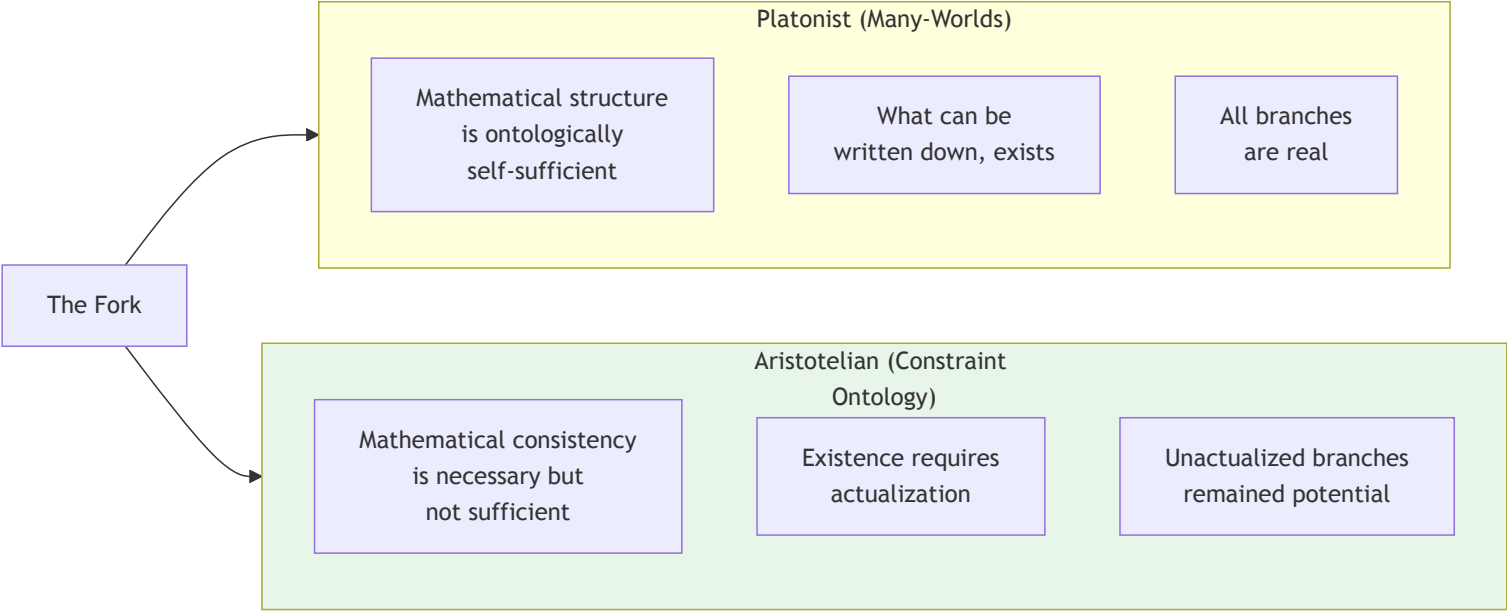 Platonist (Many-Worlds)
Mathematical structure
is ontologically
self-sufficient
What can be
written down, exists
All branches
are real
The Fork
Aristotelian (Constraint
Ontology)
Mathematical consistency
is necessary but
not sufficient
Existence requires
actualization
Unactualized branches
remained potential